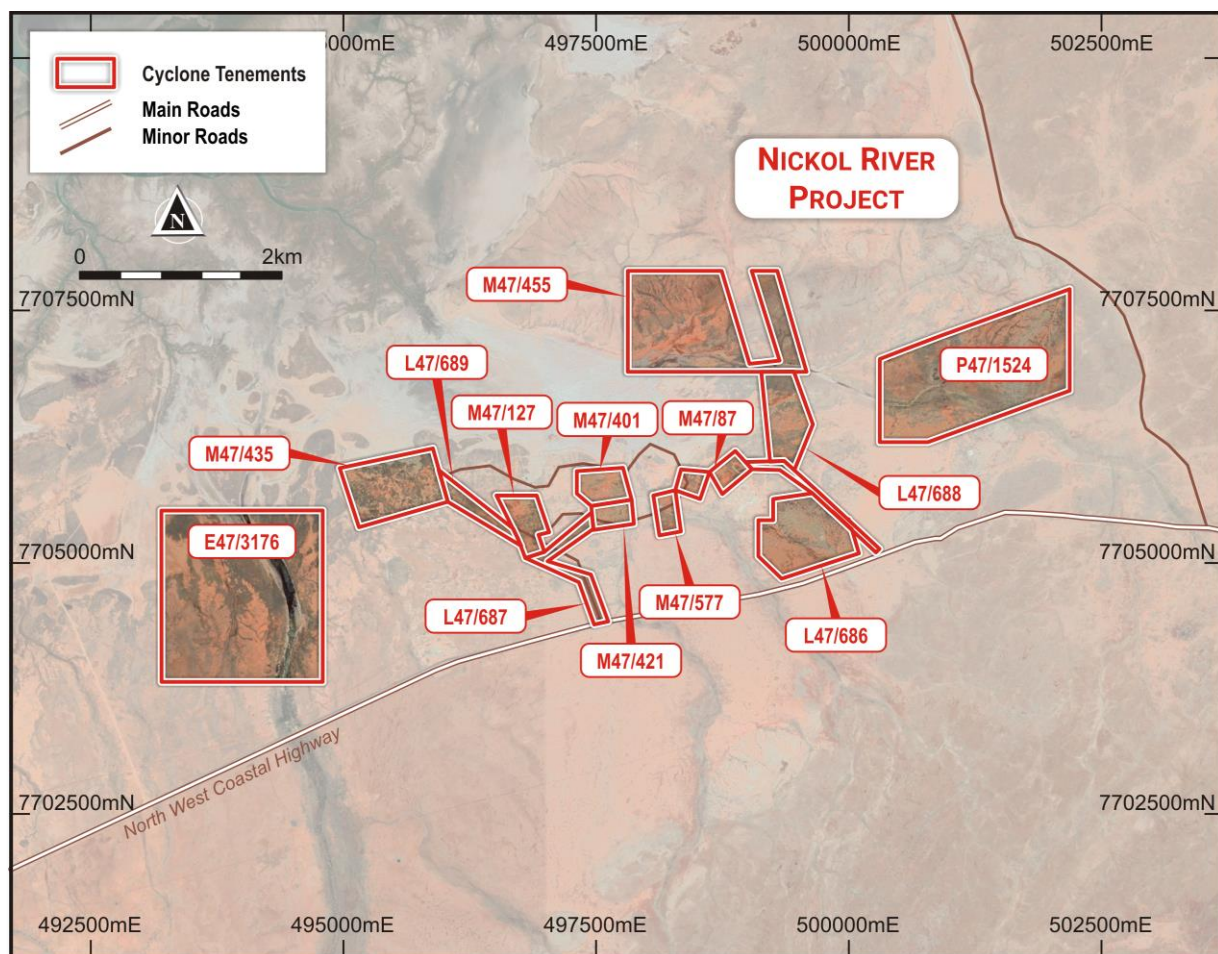 000mE
497500mE
500000mE
502500mE
Cyclone Tenements
Main Roads
Minor Roads
NICKOL RIVER
PROJECT
N
0
2km
M47/455
7707500mN
7707500mN
L47/689
P47/1524
M47/127
M47/401
M47/87
M47/435
L47/688
E47/3176
7705000mN
7705000mN
L47/687
M47/577
L47/686
M47/421
North West Coastal Highway
7702500mN
7702500mN
492500mE
495000mE
497500mE
500000mE
502500mE